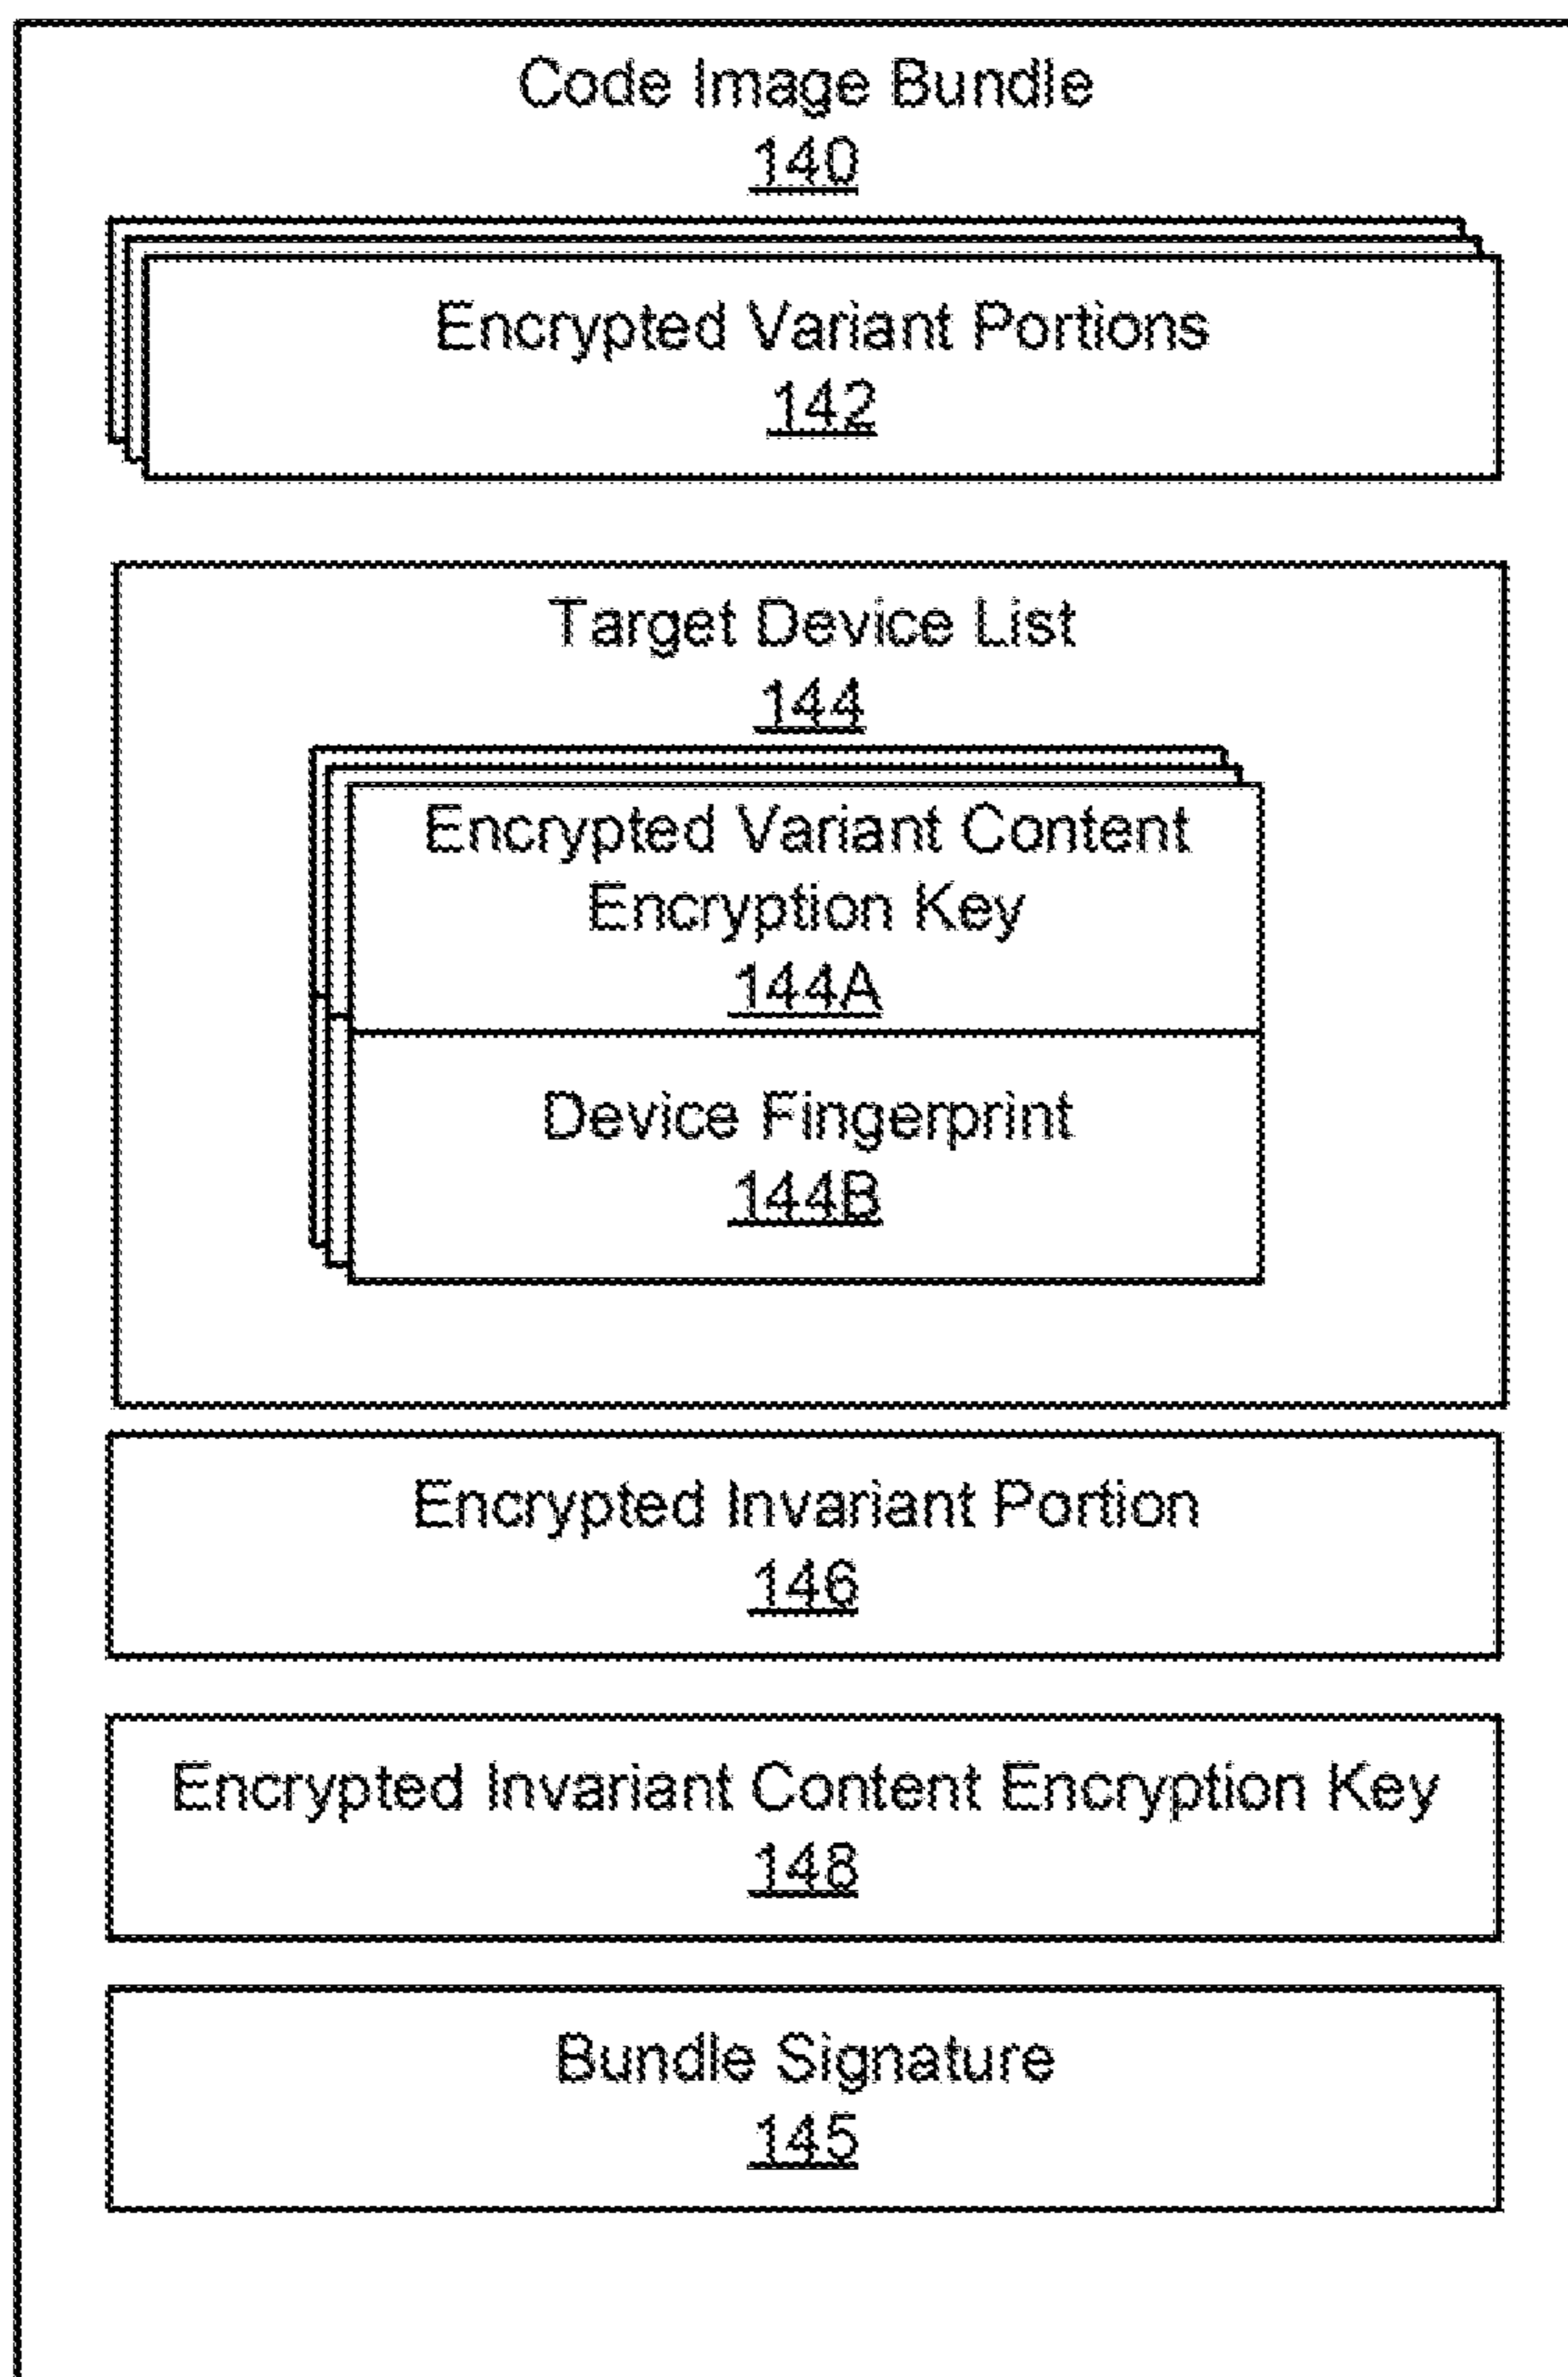 Code Image Bundle
140
Encrypted Variant Portions
142
Target Device List
144
Encrypted Variant Content
Encryption Key
144A
Device Fingerprint
144B
Encrypted Invariant Portion
146
Encrypted Invariant Content Encryption Key
148
Bundle Signature
145